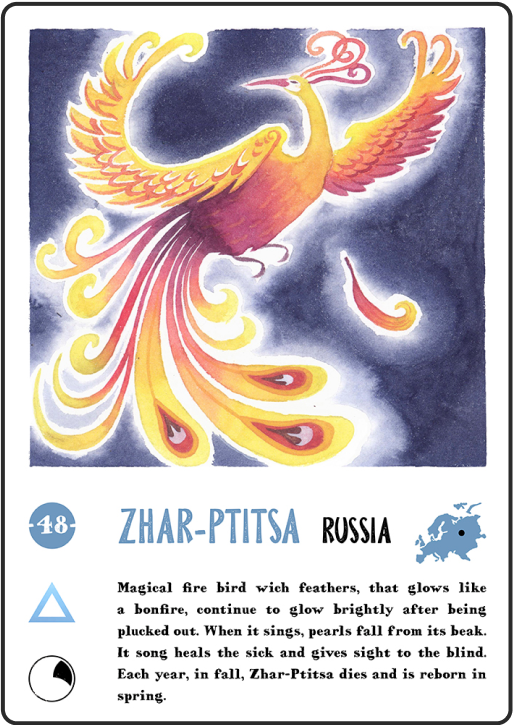 -48-
ZHAR-PTITSA RUSSIA
Magical fire bird wich feathers, that glows like
a bonfire, continue to glow brightly after being
plucked out. When it sings, pearls fall from its beak.
It song heals the sick and gives sight to the blind.
Each year, in fall, Zhar-Ptitsa dies and is reborn in
spring.